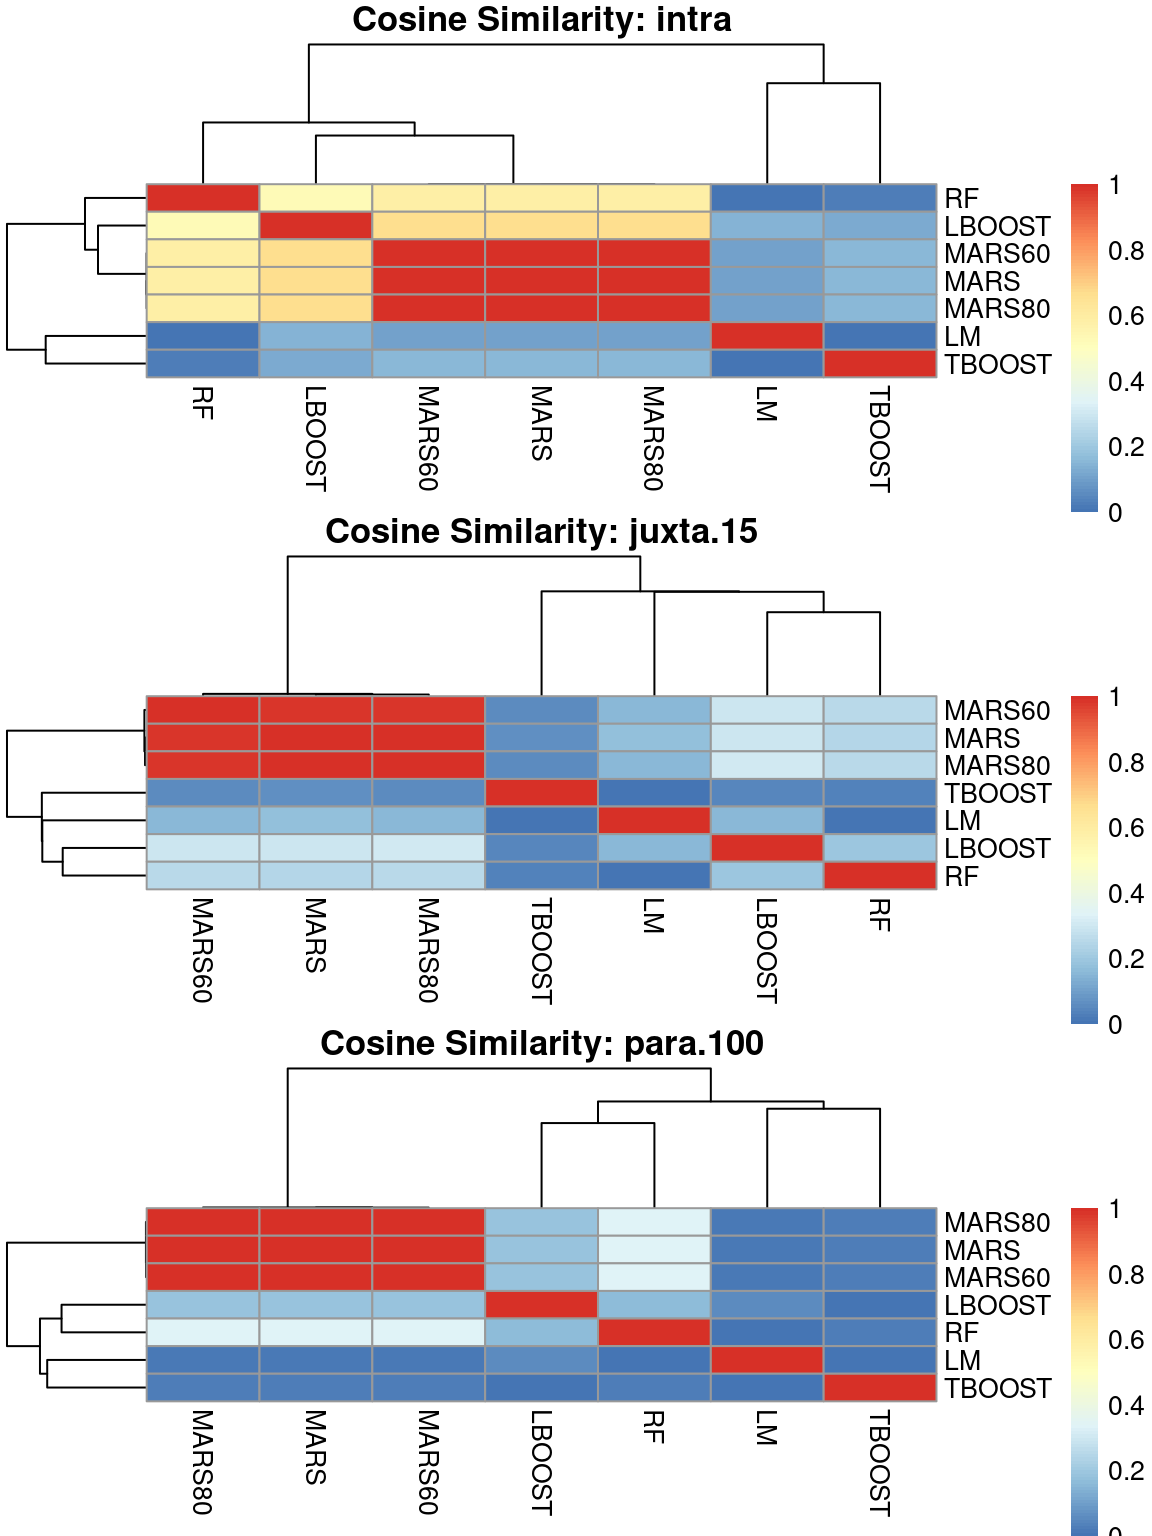 Cosine Similarity: intra
RF
LBOOST
MARS60
MARS
MARS80
LM
TBOOST
1
0.8
0.6
0.4
0.2
0
RF
LBOOST
MARS60
MARS
MARS80
LM
TBOOST
Cosine Similarity: juxta.15
MARS60
MARS
MARS80
TBOOST
LM
LBOOST
RF
1
0.8
0.6
0.4
0.2
0
MARS60
MARS
MARS80
TBOOST
LM
LBOOST
RF
Cosine Similarity: para.100
MARS80
MARS
MARS60
LBOOST
RF
LM
TBOOST
1
0.8
0.6
0.4
0.2
0
MARS80
MARS
MARS60
LBOOST
RF
LM
TBOOST